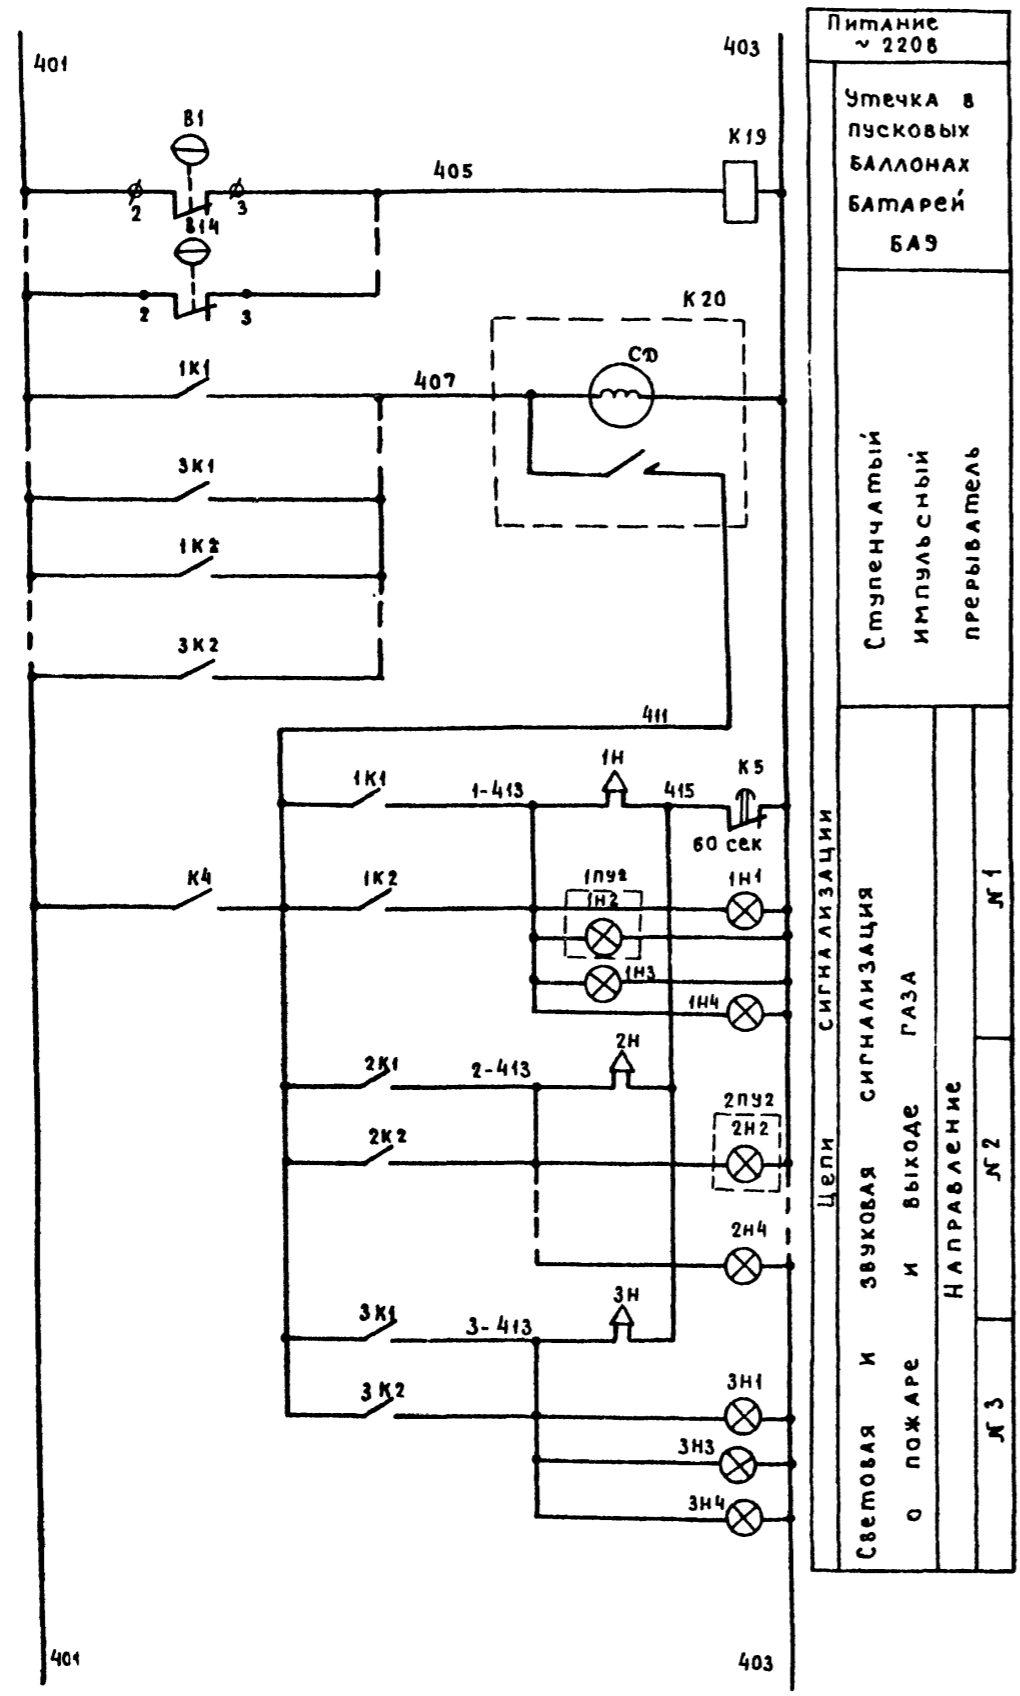 401
403
В1
К19
405
2
3
В14
2
3
К20
СД
1К1
407
3К1
1К2
3К2
411
1Н
К5
1К1
1-413
415
60 сек
К4
1К2
1ПУ2
1Н2
1Н1
1Н3
1Н4
2К1
2-413
2Н
2К2
2ПУ2
2Н2
2Н4
3К1
3-413
3Н
3К2
3Н1
3Н3
3Н4
401
403
Питание
~ 220В
Утечка в
пусковых
баллонах
батарей
БАЭ
Ступенчатый
импульсный
прерыватель
Цепи сигнализации
Световая и звуковая сигнализация
о пожаре и выходе газа
Направление
№1
№2
№3